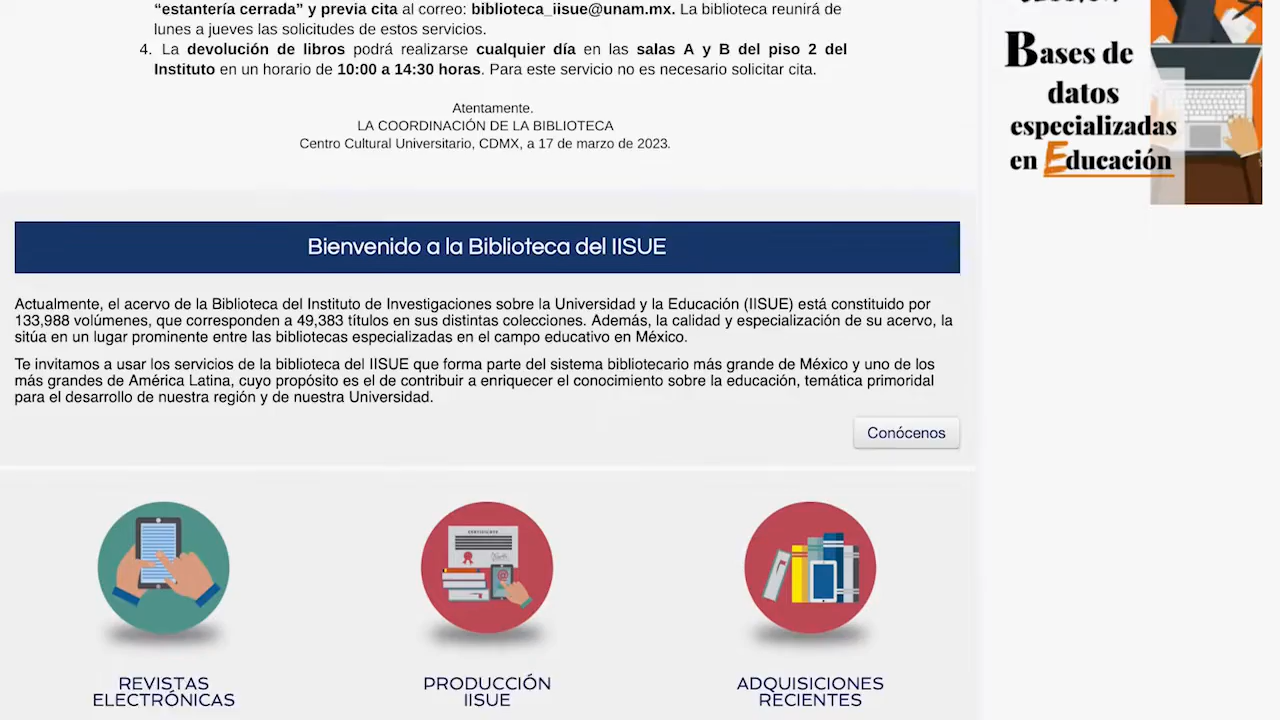 “estantería cerrada” y previa cita al correo: biblioteca_iisue@unam.mx. La biblioteca reunirá de
lunes a jueves las solicitudes de estos servicios.
4. La devolución de libros podrá realizarse cualquier día en las salas A y B del piso 2 del
Instituto en un horario de 10:00 a 14:30 horas. Para este servicio no es necesario solicitar cita.
Atentamente.
LA COORDINACIÓN DE LA BIBLIOTECA
Centro Cultural Universitario, CDMX, a 17 de marzo de 2023.
Bases de
datos
especializadas
en Educación
Bienvenido a la Biblioteca del IISUE
Actualmente, el acervo de la Biblioteca del Instituto de Investigaciones sobre la Universidad y la Educación (IISUE) está constituido por
133,988 volúmenes, que corresponden a 49,383 títulos en sus distintas colecciones. Además, la calidad y especialización de su acervo, la
sitúa en un lugar prominente entre las bibliotecas especializadas en el campo educativo en México.
Te invitamos a usar los servicios de la biblioteca del IISUE que forma parte del sistema bibliotecario más grande de México y uno de los
más grandes de América Latina, cuyo propósito es el de contribuir a enriquecer el conocimiento sobre la educación, temática primoridal
para el desarrollo de nuestra región y de nuestra Universidad.
Conócenos
REVISTAS
ELECTRÓNICAS
PRODUCCIÓN
IISUE
ADQUISICIONES
RECIENTES